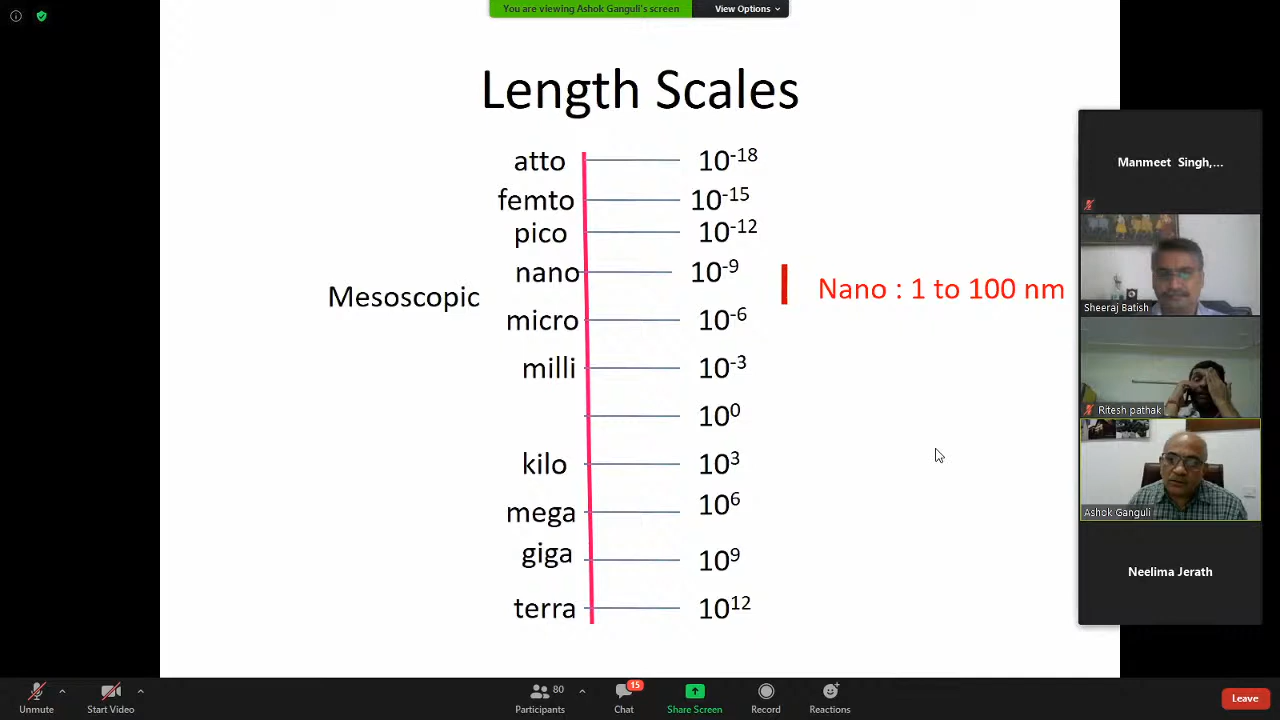 You are viewing Ashok Ganguli's screen
View Options
Length Scales
atto 10-18
femto 10-15
pico 10-12
nano 10-9
Nano : 1 to 100 nm
Mesoscopic
micro 10-6
milli 10-3
100
kilo 103
mega 106
giga 109
terra 1012
Manmeet Singh,...
Sheeraj Batish
Ritesh pathak
Ashok Ganguli
Neelima Jerath
Unmute
Start Video
Participants 80
Chat 15
Share Screen
Record
Reactions
Leave